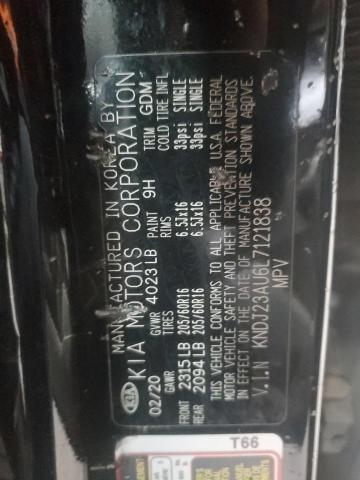 MANUFACTURED IN KOREA BY
KIA KIA MOTORS CORPORATION
02/20 GVWR 4023 LB PAINT 9H TRIM GDM
GAWR TIRES RIMS COLD TIRE INFL
FRONT 2315 LB 205/60R16 6.5Jx16 33psi SINGLE
REAR 2094 LB 205/60R16 6.5Jx16 33psi SINGLE
THIS VEHICLE CONFORMS TO ALL APPLICABLE U.S.A. FEDERAL
MOTOR VEHICLE SAFETY AND THEFT PREVENTION STANDARDS
IN EFFECT ON THE DATE OF MANUFACTURE SHOWN ABOVE.
V.I.N KNDJ23AU6L7121838
MPV
T66